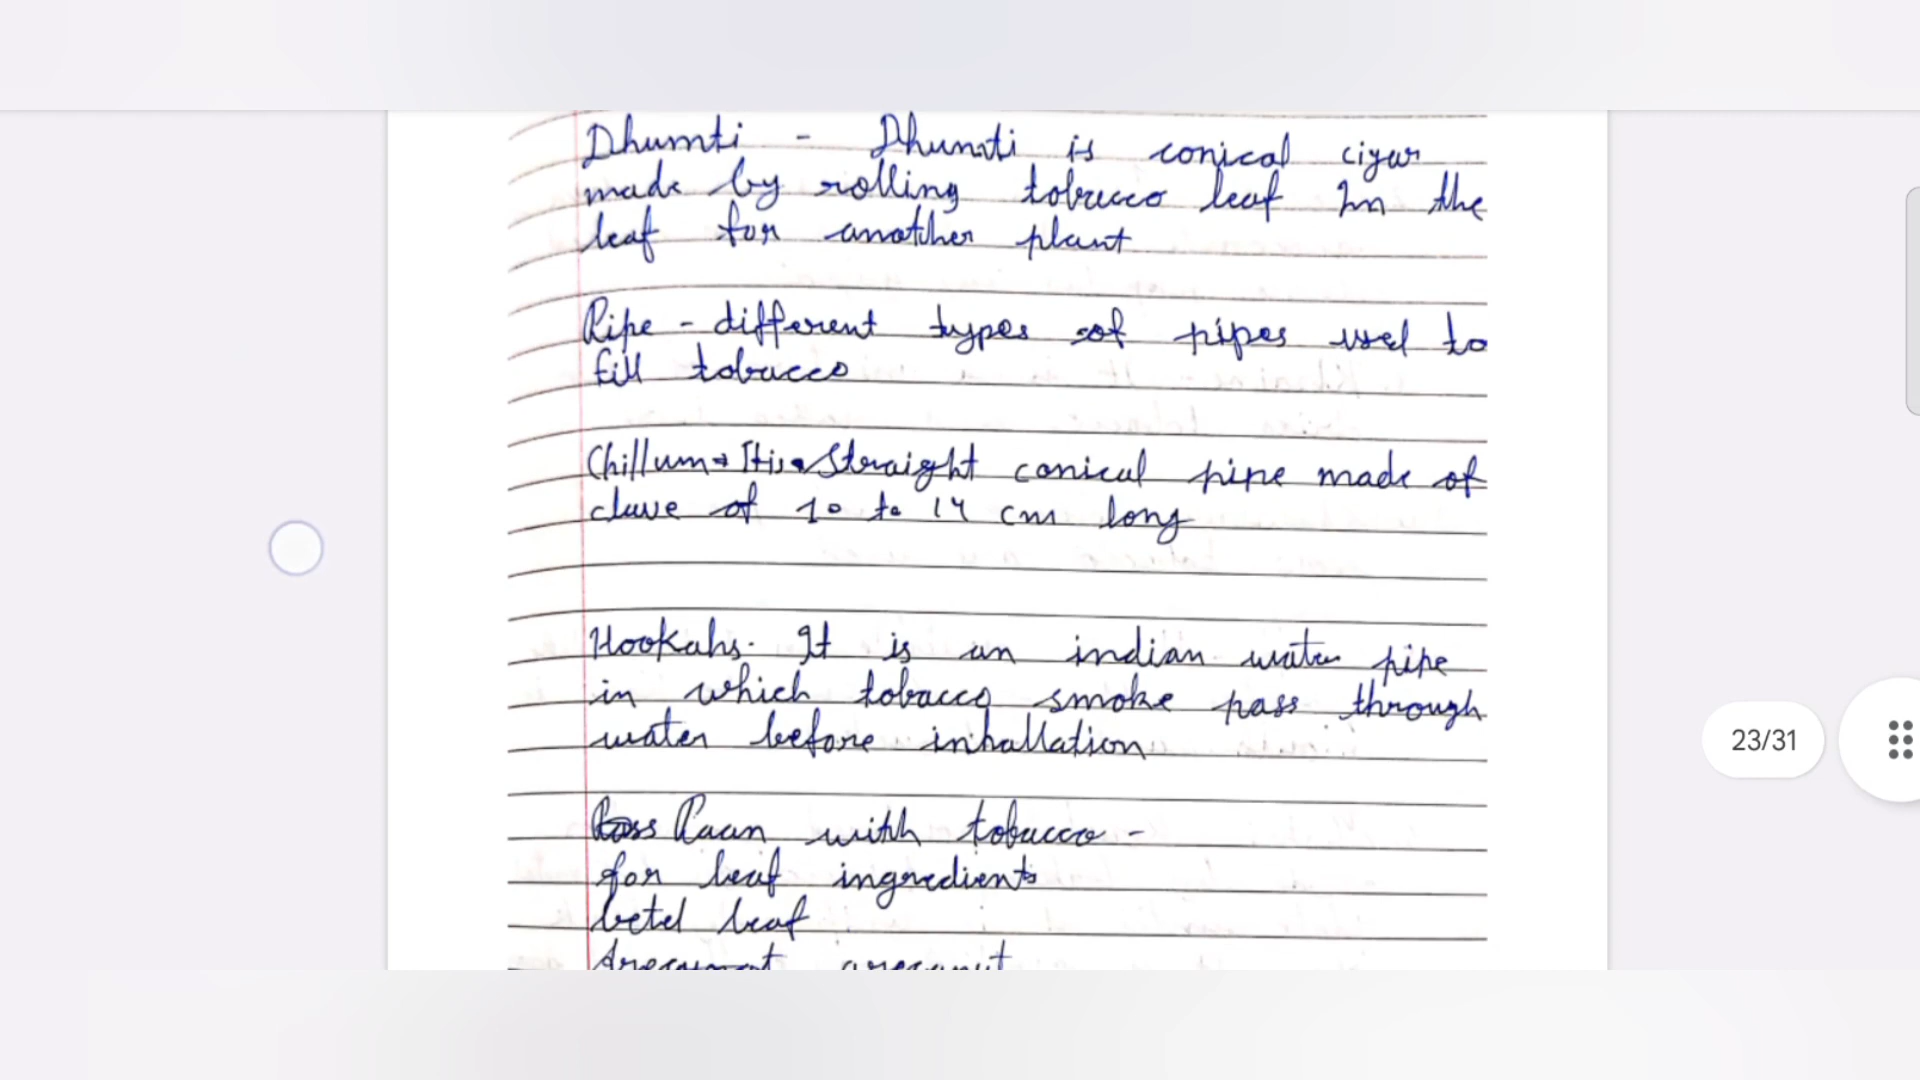 Dhumti - Dhumti is conical cigar
made by rolling tobacco leaf In the
leaf for another plant
Pipe - different types of pipes used to
fill tobacco
Chillum → It is a Straight conical pipe made of
clave of 10 to 14 cm long
Hookahs. It is an indian water pipe
in which tobacco smoke pass through
water before inhallation
23/31
Paan with tobacco -
for leaf ingredients
betel leaf
arecanut